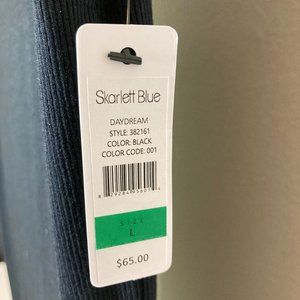 Skarlett Blue
DAYDREAM
STYLE: 382161
COLOR: BLACK
COLOR CODE: 001
SIZE
L
$65.00